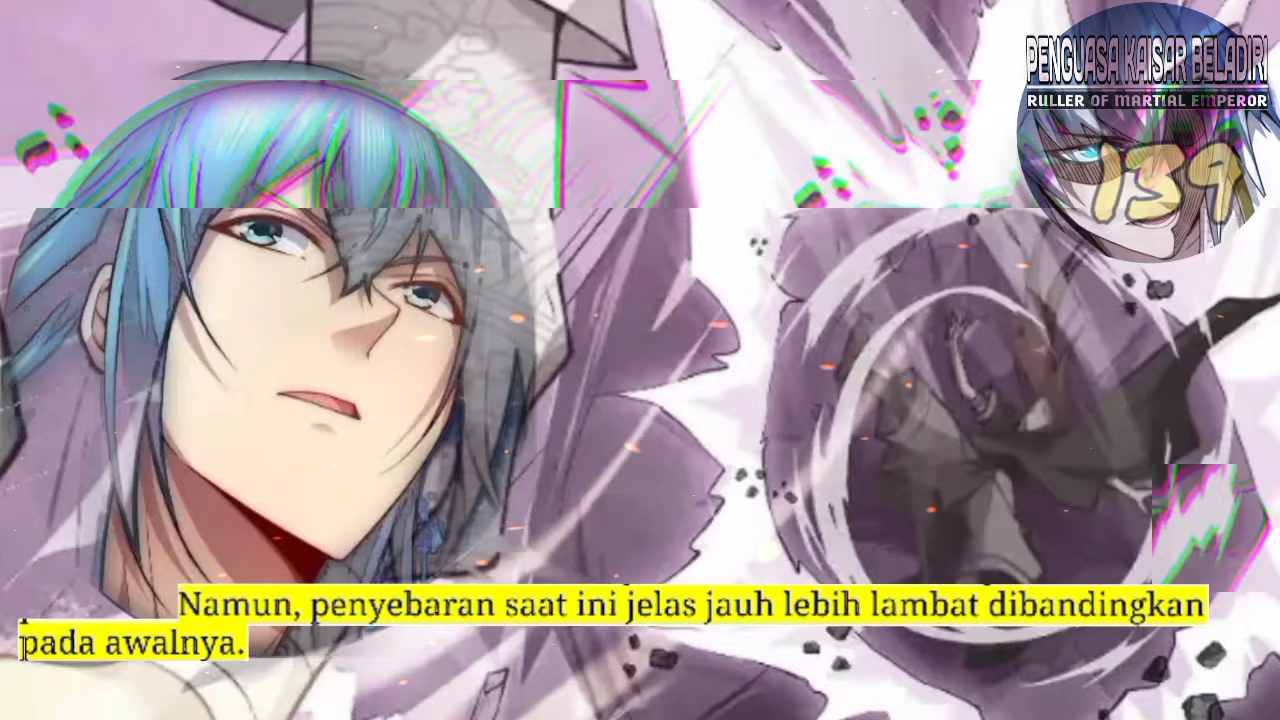 PENGUASA KAISAR BELADIRI
RULLER OF MARTIAL EMPEROR
139
Namun, penyebaran saat ini jelas jauh lebih lambat dibandingkan
pada awalnya.